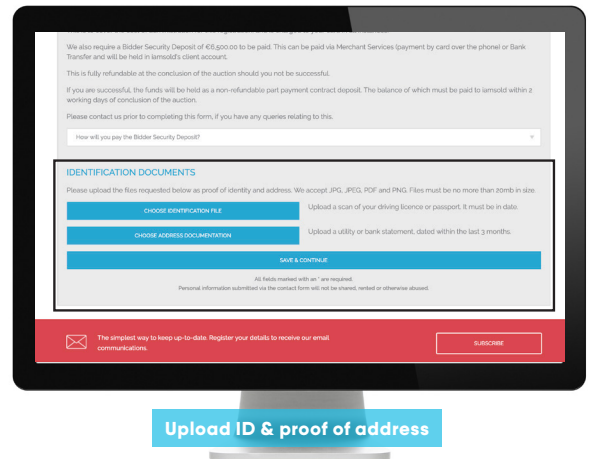 We also require a Bidder Security Deposit of €6,500.00 to be paid. This can be paid via Merchant Services (payment by card over the phone) or Bank
Transfer and will be held in iamsold's client account.
This is fully refundable at the conclusion of the auction should you not be successful.
If you are successful, the funds will be held as a non-refundable part payment contract deposit. The balance of which must be paid to iamsold within 2
working days of conclusion of the auction.
Please contact us prior to completing this form, if you have any queries relating to this.
How will you pay the Bidder Security Deposit?
IDENTIFICATION DOCUMENTS
Please upload the files requested below as proof of identity and address. We accept JPG, JPEG, PDF and PNG. Files must be no more than 20mb in size.
CHOOSE IDENTIFICATION FILE
Upload a scan of your driving licence or passport. It must be in date.
CHOOSE ADDRESS DOCUMENTATION
Upload a utility or bank statement, dated within the last 3 months.
SAVE & CONTINUE
All fields marked with an * are required.
Personal information submitted via the contact form will not be shared, rented or otherwise abused.
The simplest way to keep up-to-date. Register your details to receive our email
communications.
SUBSCRIBE
Upload ID & proof of address